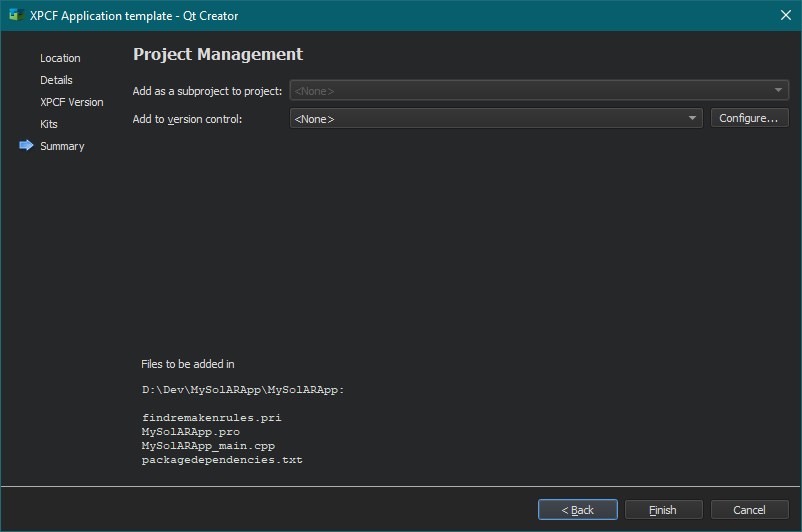 XPCF Application template - Qt Creator
Location
Details
XPCF Version
Kits
Summary
Project Management
Add as a subproject to project: <None>
Add to version control: <None> Configure...
Files to be added in
D:\Dev\MySolARApp\MySolARApp:
findremakenrules.pri
MySolARApp.pro
MySolARApp_main.cpp
packagedependencies.txt
< Back Finish Cancel